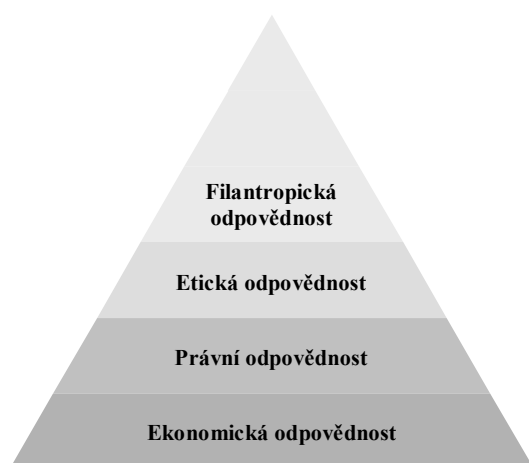 Filantropická
odpovědnost
Etická odpovědnost
Právní odpovědnost
Ekonomická odpovědnost